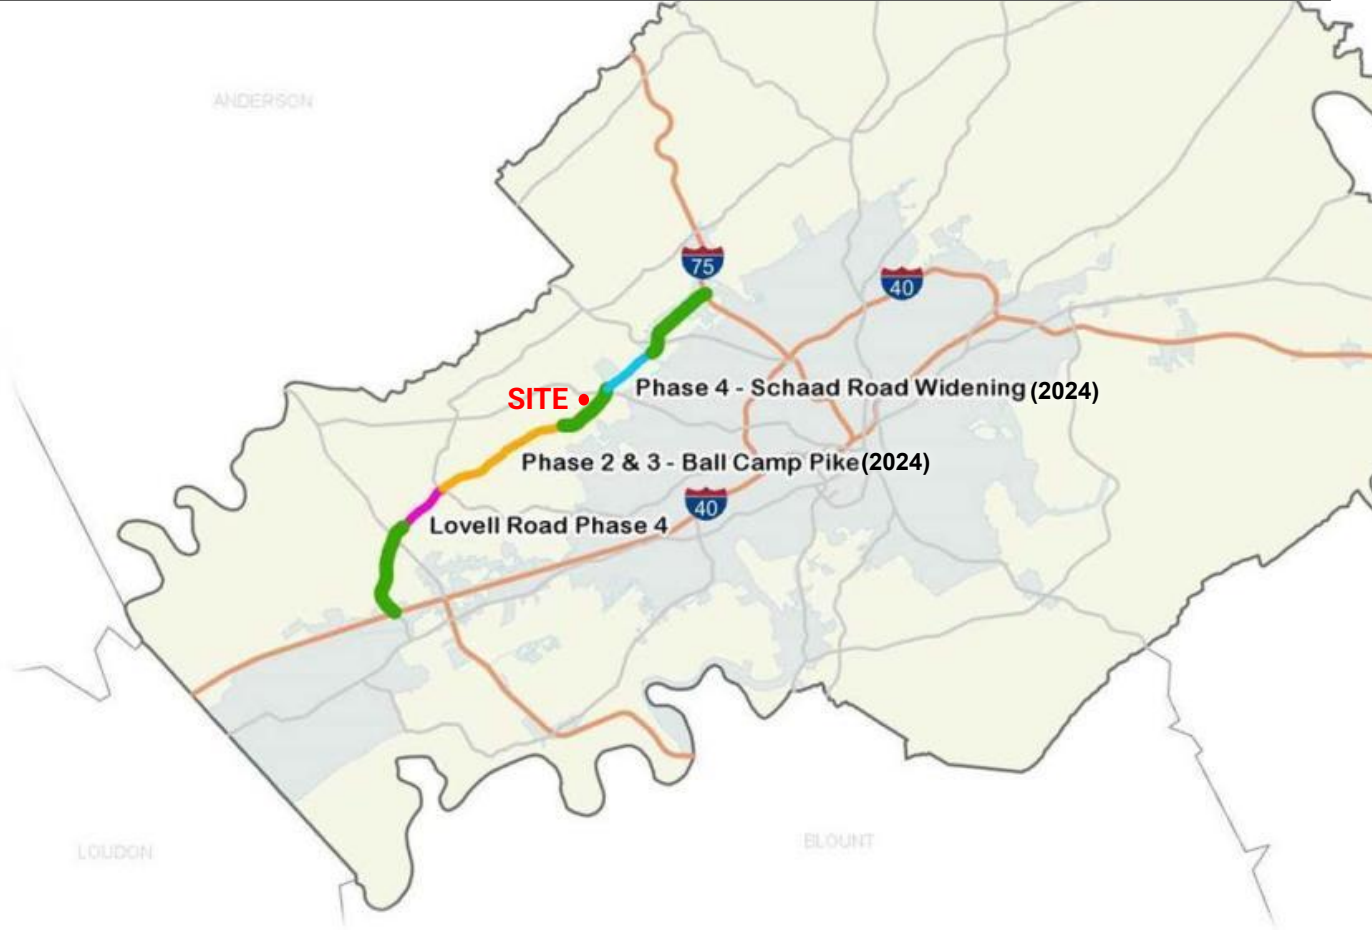 ANDERSON
75
40
Phase 4 - Schaad Road Widening (2024)
SITE
Phase 2 & 3 - Ball Camp Pike (2024)
40
Lovell Road Phase 4
BLOUNT
LOUDON